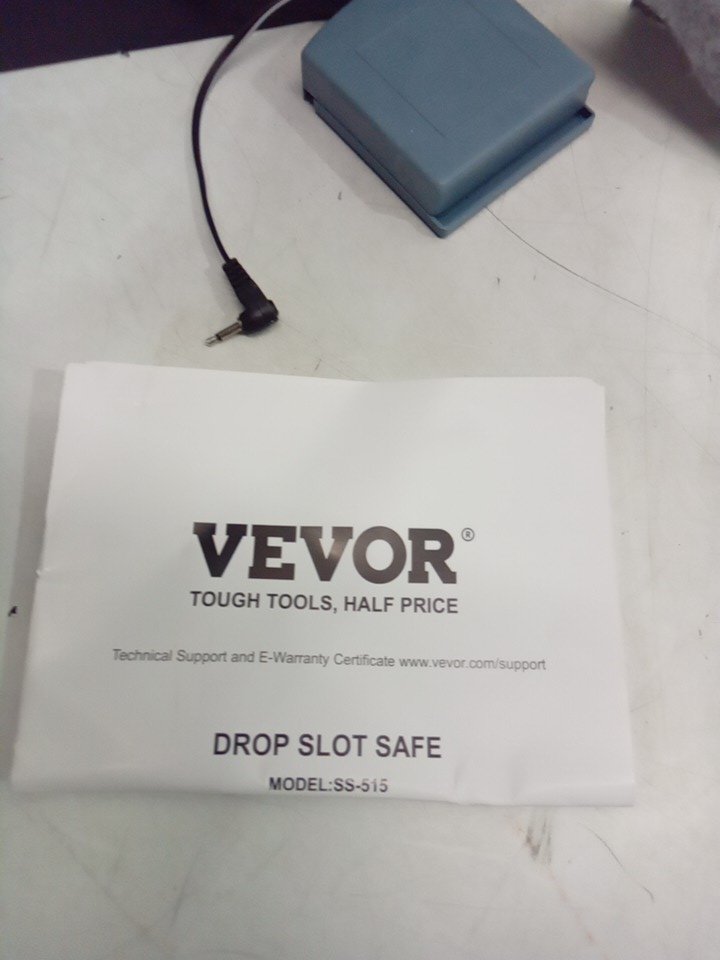 VEVOR®
TOUGH TOOLS, HALF PRICE
Technical Support and E-Warranty Certificate www.vevor.com/support
DROP SLOT SAFE
MODEL:SS-515